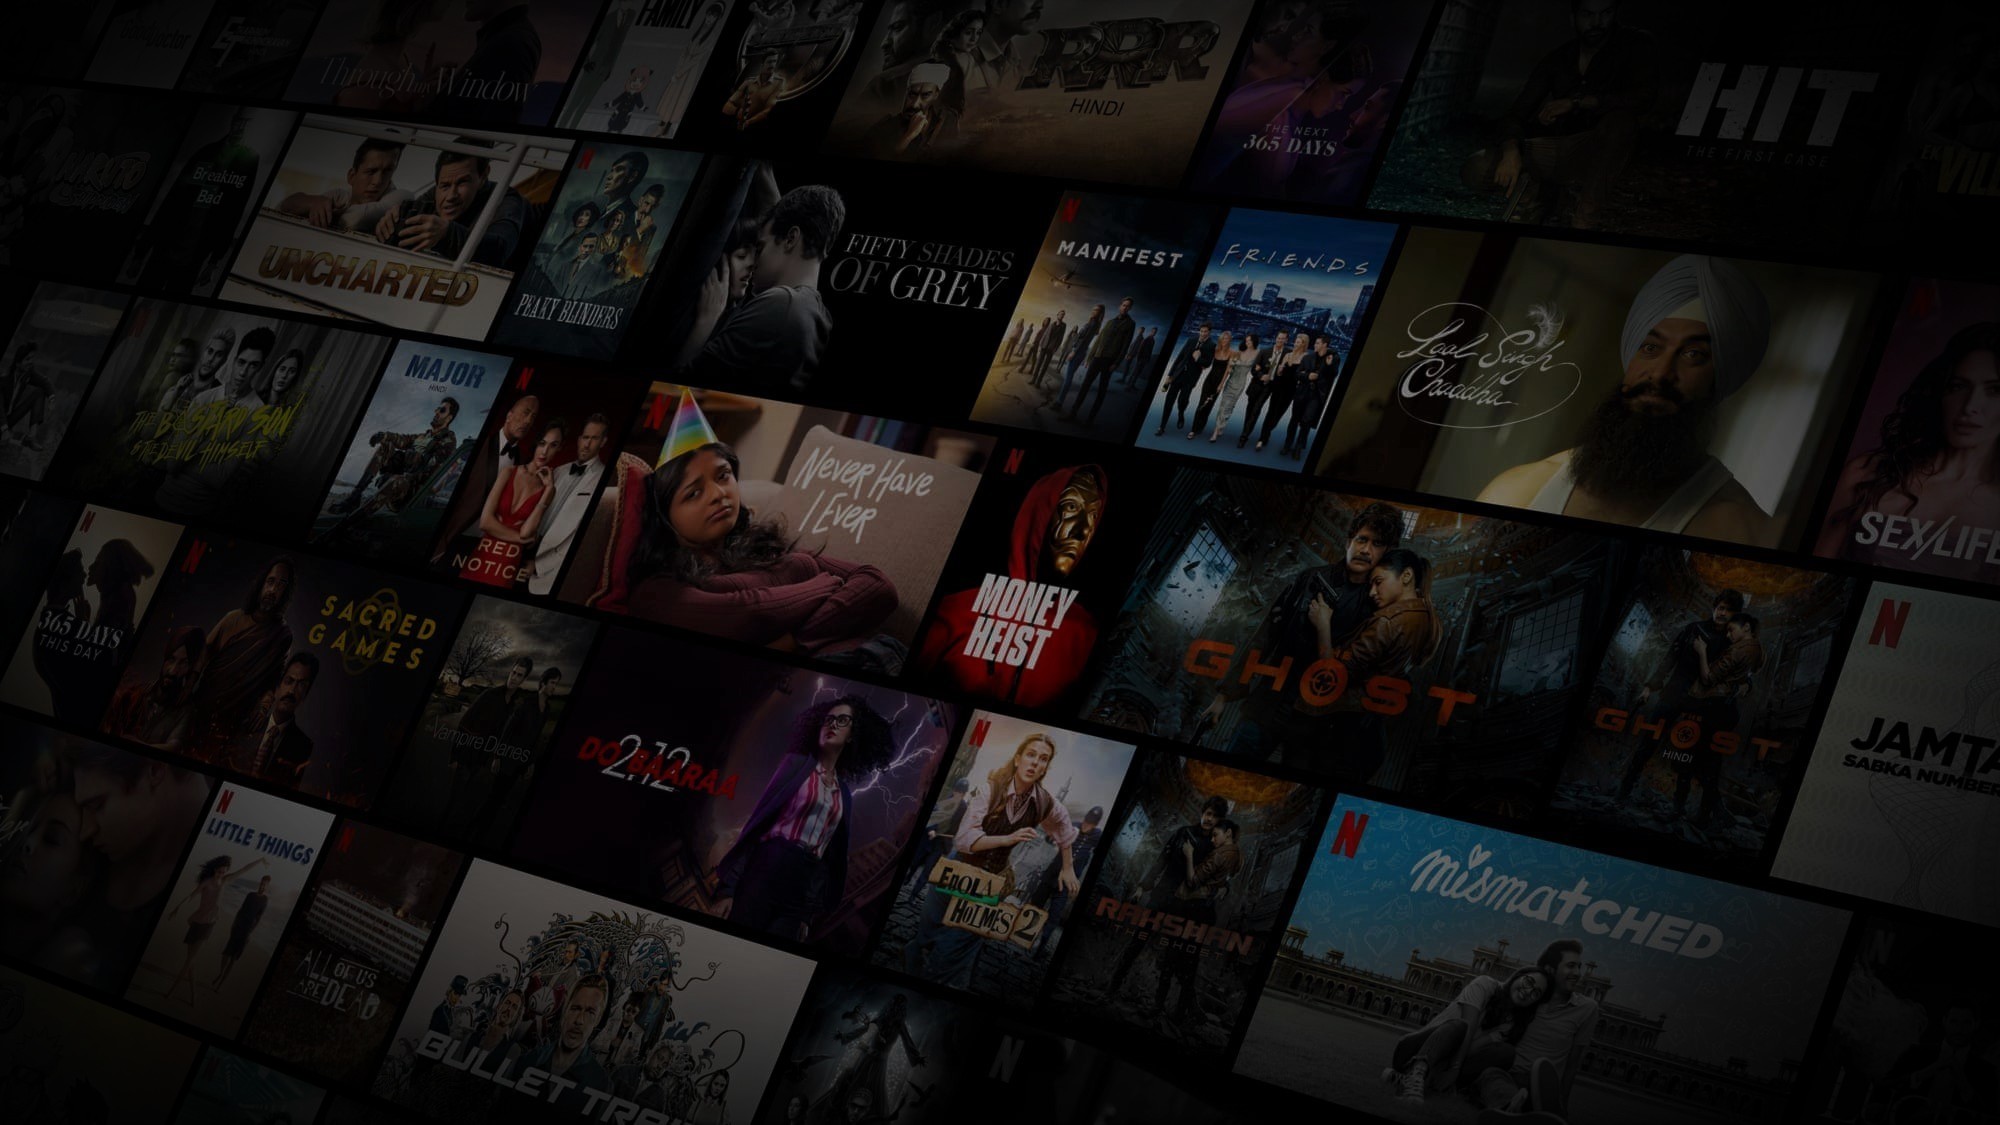 Through my Window
FAMILY
RRR
HINDI
THE NEXT
365 DAYS
HIT
THE FIRST CASE
NARUTO
Breaking
Bad
UNCHARTED
N
PEAKY BLINDERS
FIFTY SHADES
OF GREY
N
MANIFEST
F·R·I·E·N·D·S
Laal Singh
Chaddha
SEX/LIFE
THE BASTARD SON
& THE DEVIL HIMSELF
MAJOR
HINDI
N
RED
NOTICE
N
Never Have
I Ever
N
MONEY
HEIST
GHOST
GHOST
HINDI
N
JAMTA
SABKA NUMBER
N
365 DAYS
THIS DAY
N
SACRED
GAMES
The
Vampire Diaries
DO BAARAA
2:12
N
ENOLA
HOLMES 2
RAKSHAN
THE GHOST
N
mismatCHED
N
LITTLE THINGS
N
ALL OF US
ARE DEAD
BULLET TRAI
N